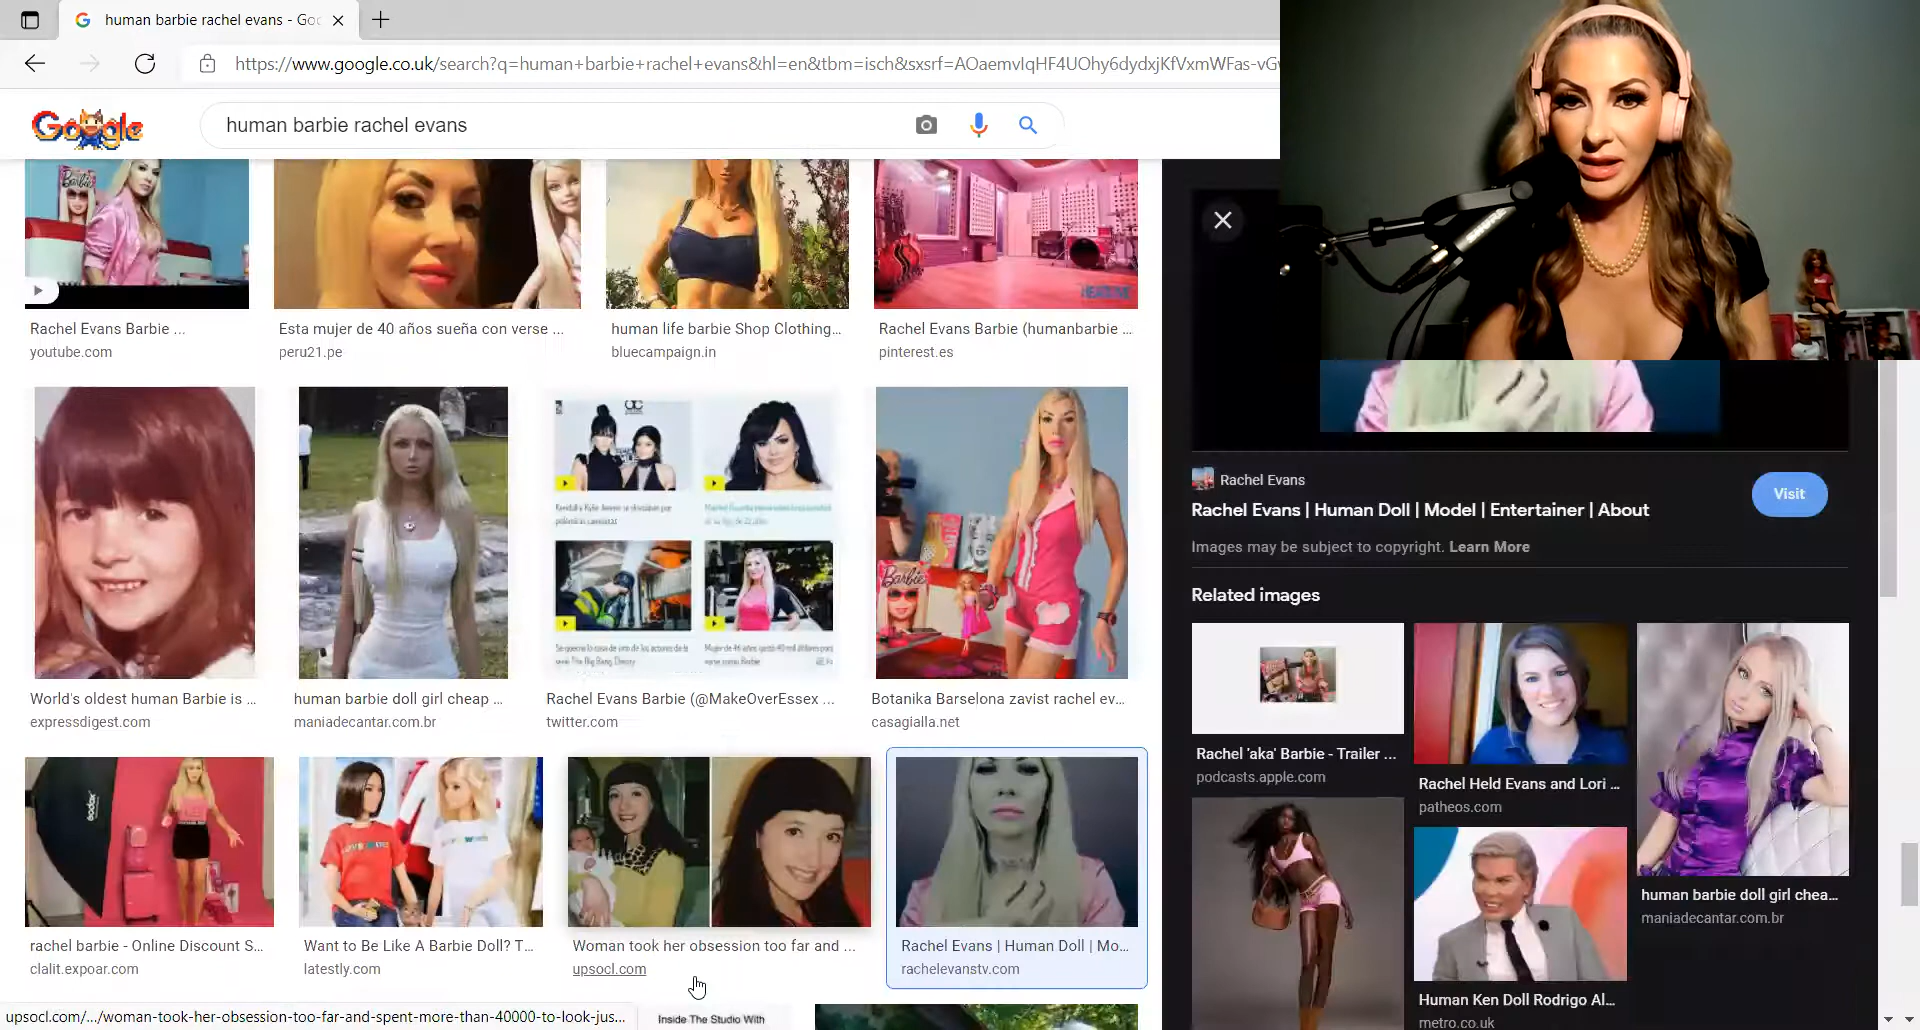 human barbie rachel evans - Goo
https://www.google.co.uk/search?q=human+barbie+rachel+evans&hl=en&tbm=isch&sxsrf=AOaemvIqHF4UOhy6dydxjKfVxmWFas-vG
Google
human barbie rachel evans
Barbie
HEATLINE
Rachel Evans Barbie ...
youtube.com
Esta mujer de 40 años sueña con verse ...
peru21.pe
human life barbie Shop Clothing...
bluecampaign.in
Rachel Evans Barbie (humanbarbie ...
pinterest.es
Barbie
World's oldest human Barbie is ...
expressdigest.com
human barbie doll girl cheap ...
maniadecantar.com.br
Rachel Evans Barbie (@MakeOverEssex ...
twitter.com
Botanika Barselona zavist rachel ev...
casagialla.net
Godox
rachel barbie - Online Discount S...
clalit.expoar.com
Want to Be Like A Barbie Doll? T...
latestly.com
Woman took her obsession too far and ...
upsocl.com
Rachel Evans | Human Doll | Mo...
rachelevanstv.com
upsocl.com/.../woman-took-her-obsession-too-far-and-spent-more-than-40000-to-look-jus...
Inside The Studio With
Rachel Evans
Visit
Rachel Evans | Human Doll | Model | Entertainer | About
Images may be subject to copyright. Learn More
Related images
Rachel 'aka' Barbie - Trailer ...
podcasts.apple.com
Rachel Held Evans and Lori ...
patheos.com
human barbie doll girl chea...
maniadecantar.com.br
Human Ken Doll Rodrigo Al...
metro.co.uk